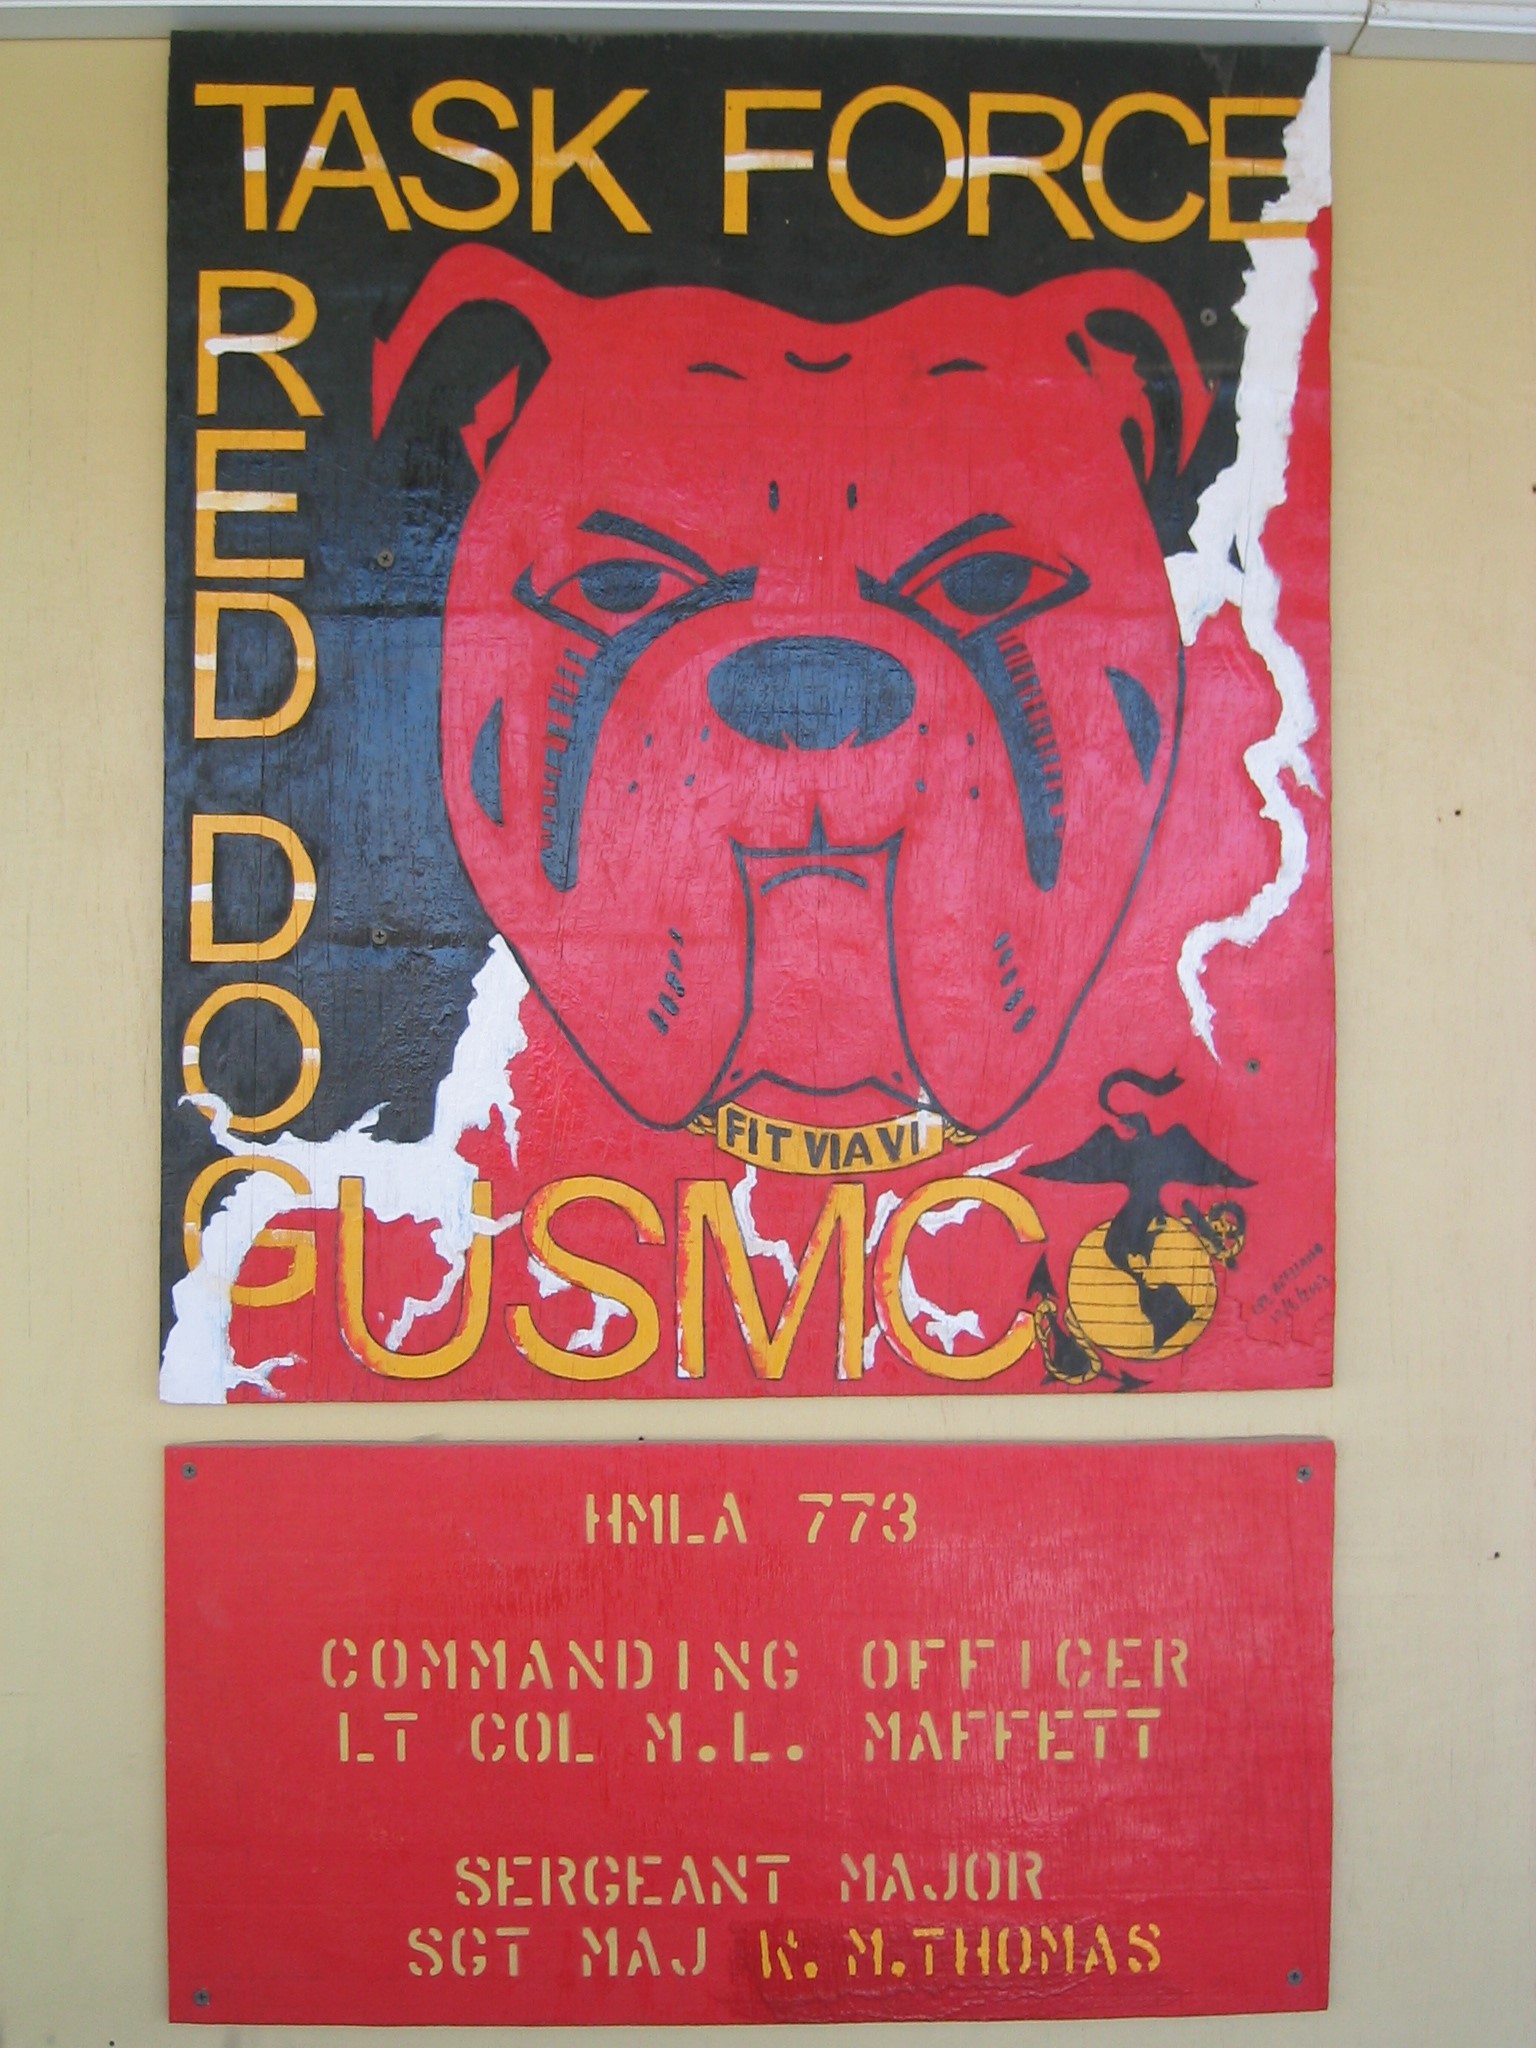 TASK FORCE
RED DOG
USMC
FIT VIA VI
HMLA 773
COMMANDING OFFICER
LT COL M.L. MAFFETT
SERGEANT MAJOR
SGT MAJ K. M. THOMAS